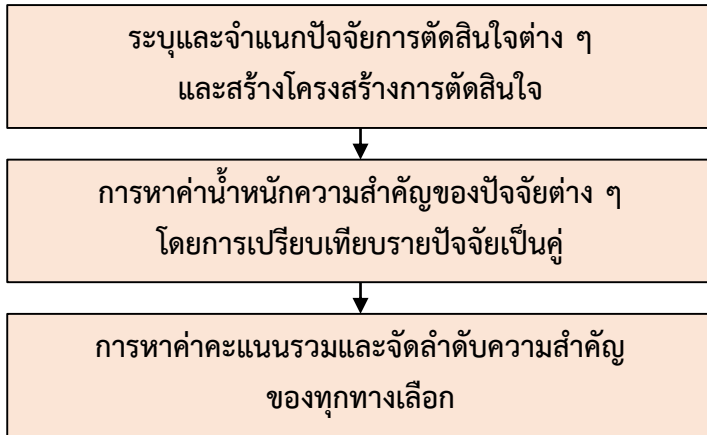 ระบุและจำแนกปัจจัยการตัดสินใจต่าง ๆ
และสร้างโครงสร้างการตัดสินใจ
การหาค่าน้ำหนักความสำคัญของปัจจัยต่าง ๆ
โดยการเปรียบเทียบรายปัจจัยเป็นคู่
การหาค่าคะแนนรวมและจัดลำดับความสำคัญ
ของทุกทางเลือก